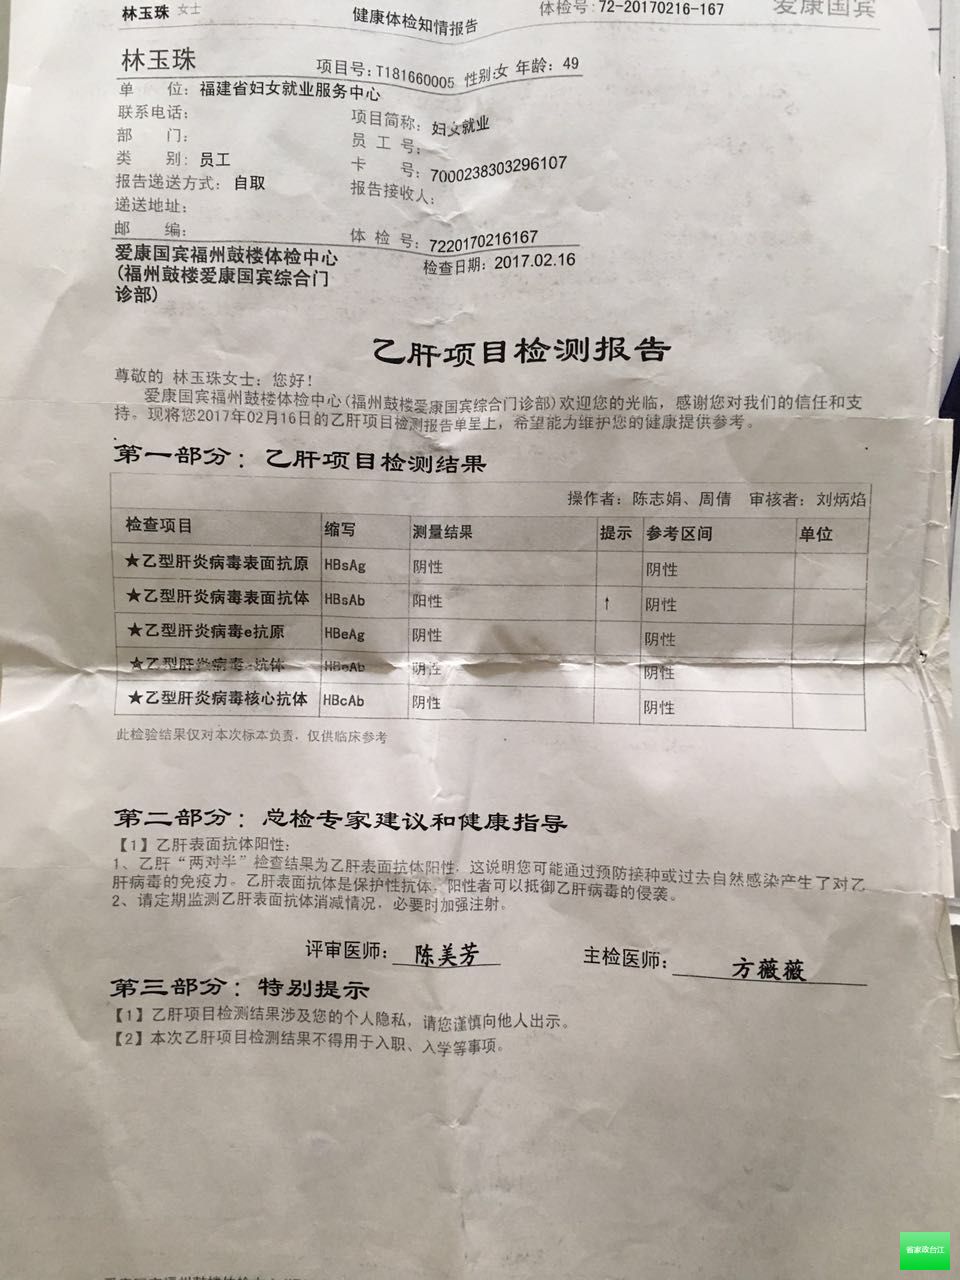 林玉珠 女士 健康体检知情报告 体检号:72-20170216-167 爱康国宾
林玉珠 项目号:T181660005 性别:女 年龄:49
单 位: 福建省妇女就业服务中心
联系电话: 项目简称: 妇女就业
部 门: 员 工 号:
类 别: 员工 卡 号: 7000238303296107
报告递送方式: 自取 报告接收人:
递送地址:
邮 编: 体 检 号: 7220170216167
爱康国宾福州鼓楼体检中心 检查日期: 2017.02.16
(福州鼓楼爱康国宾综合门
诊部)
乙肝项目检测报告
尊敬的 林玉珠女士: 您好!
爱康国宾福州鼓楼体检中心(福州鼓楼爱康国宾综合门诊部)欢迎您的光临，感谢您对我们的信任和支
持。现将您2017年02月16日的乙肝项目检测报告单呈上，希望能为维护您的健康提供参考。
第一部分: 乙肝项目检测结果
操作者: 陈志娟、周倩 审核者: 刘炳焰
检查项目 缩写 测量结果 提示 参考区间 单位
★乙型肝炎病毒表面抗原 HBsAg 阴性 阴性
★乙型肝炎病毒表面抗体 HBsAb 阳性 ↑ 阴性
★乙型肝炎病毒e抗原 HBeAg 阴性 阴性
★乙型肝炎病毒e抗体 HBeAb 阴性 阴性
★乙型肝炎病毒核心抗体 HBcAb 阴性 阴性
此检验结果仅对本次标本负责，仅供临床参考
第二部分: 总检专家建议和健康指导
【1】乙肝表面抗体阳性:
1、乙肝“两对半”检查结果为乙肝表面抗体阳性，这说明您可能通过预防接种或过去自然感染产生了对乙
肝病毒的免疫力。乙肝表面抗体是保护性抗体，阳性者可以抵御乙肝病毒的侵袭。
2、请定期监测乙肝表面抗体消减情况，必要时加强注射。
评审医师: 陈美芳 主检医师: 方薇薇
第三部分: 特别提示
【1】乙肝项目检测结果涉及您的个人隐私，请您谨慎向他人出示。
【2】本次乙肝项目检测结果不得用于入职、入学等事项。
省家政台江